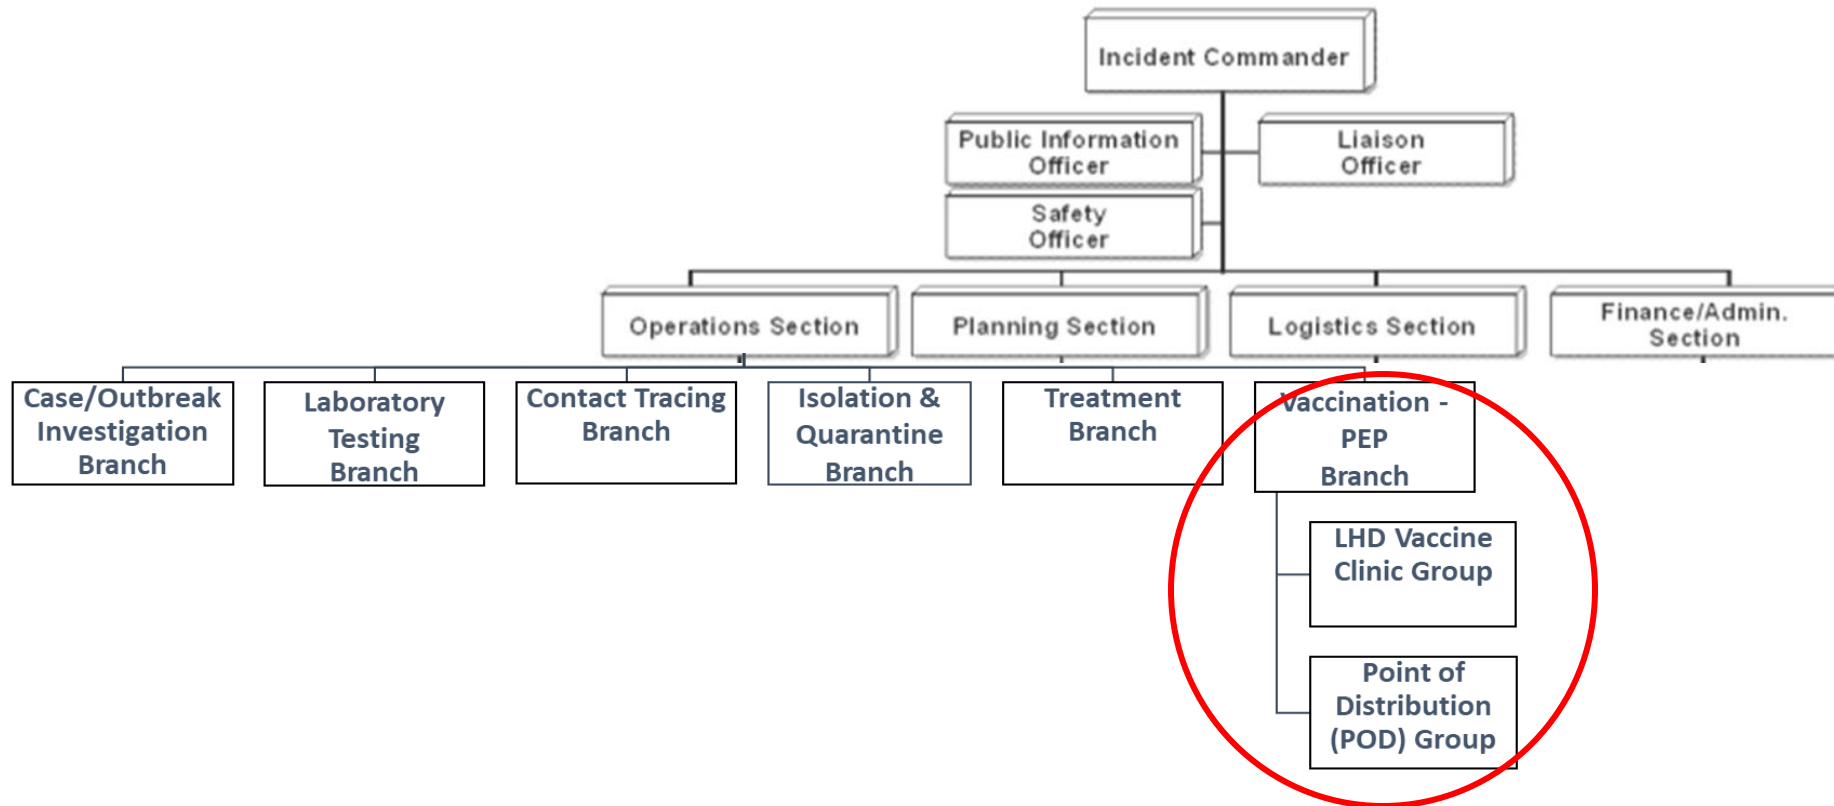 Incident Commander
Public Information
Officer
Liaison
Officer
Safety
Officer
Operations Section
Planning Section
Logistics Section
Finance/Admin.
Section
Case/Outbreak
Investigation
Branch
Laboratory
Testing
Branch
Contact Tracing
Branch
Isolation &
Quarantine
Branch
Treatment
Branch
Vaccination -
PEP
Branch
LHD Vaccine
Clinic Group
Point of
Distribution
(POD) Group